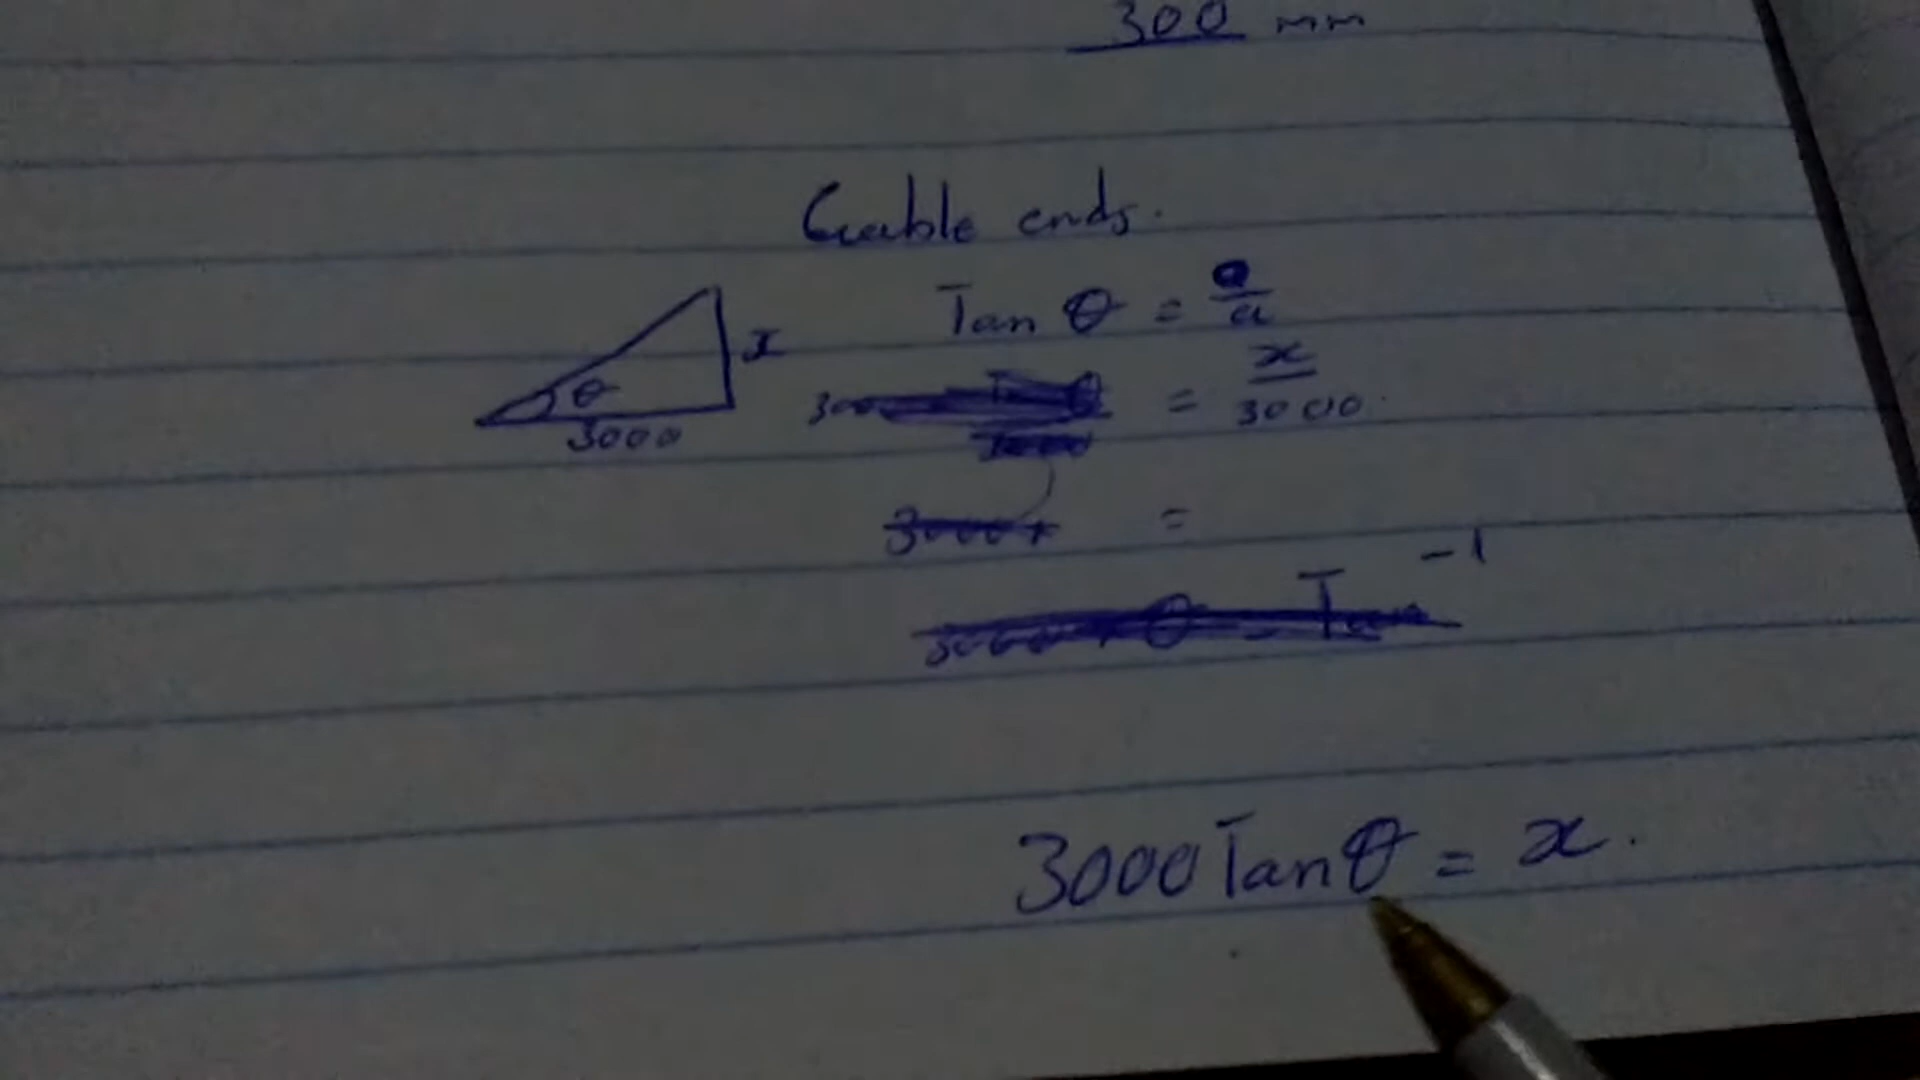 300 mm
Gable ends.
Tan θ = o/a
x
θ
= x/3000
3000
=
-1
3000 Tan θ = x.